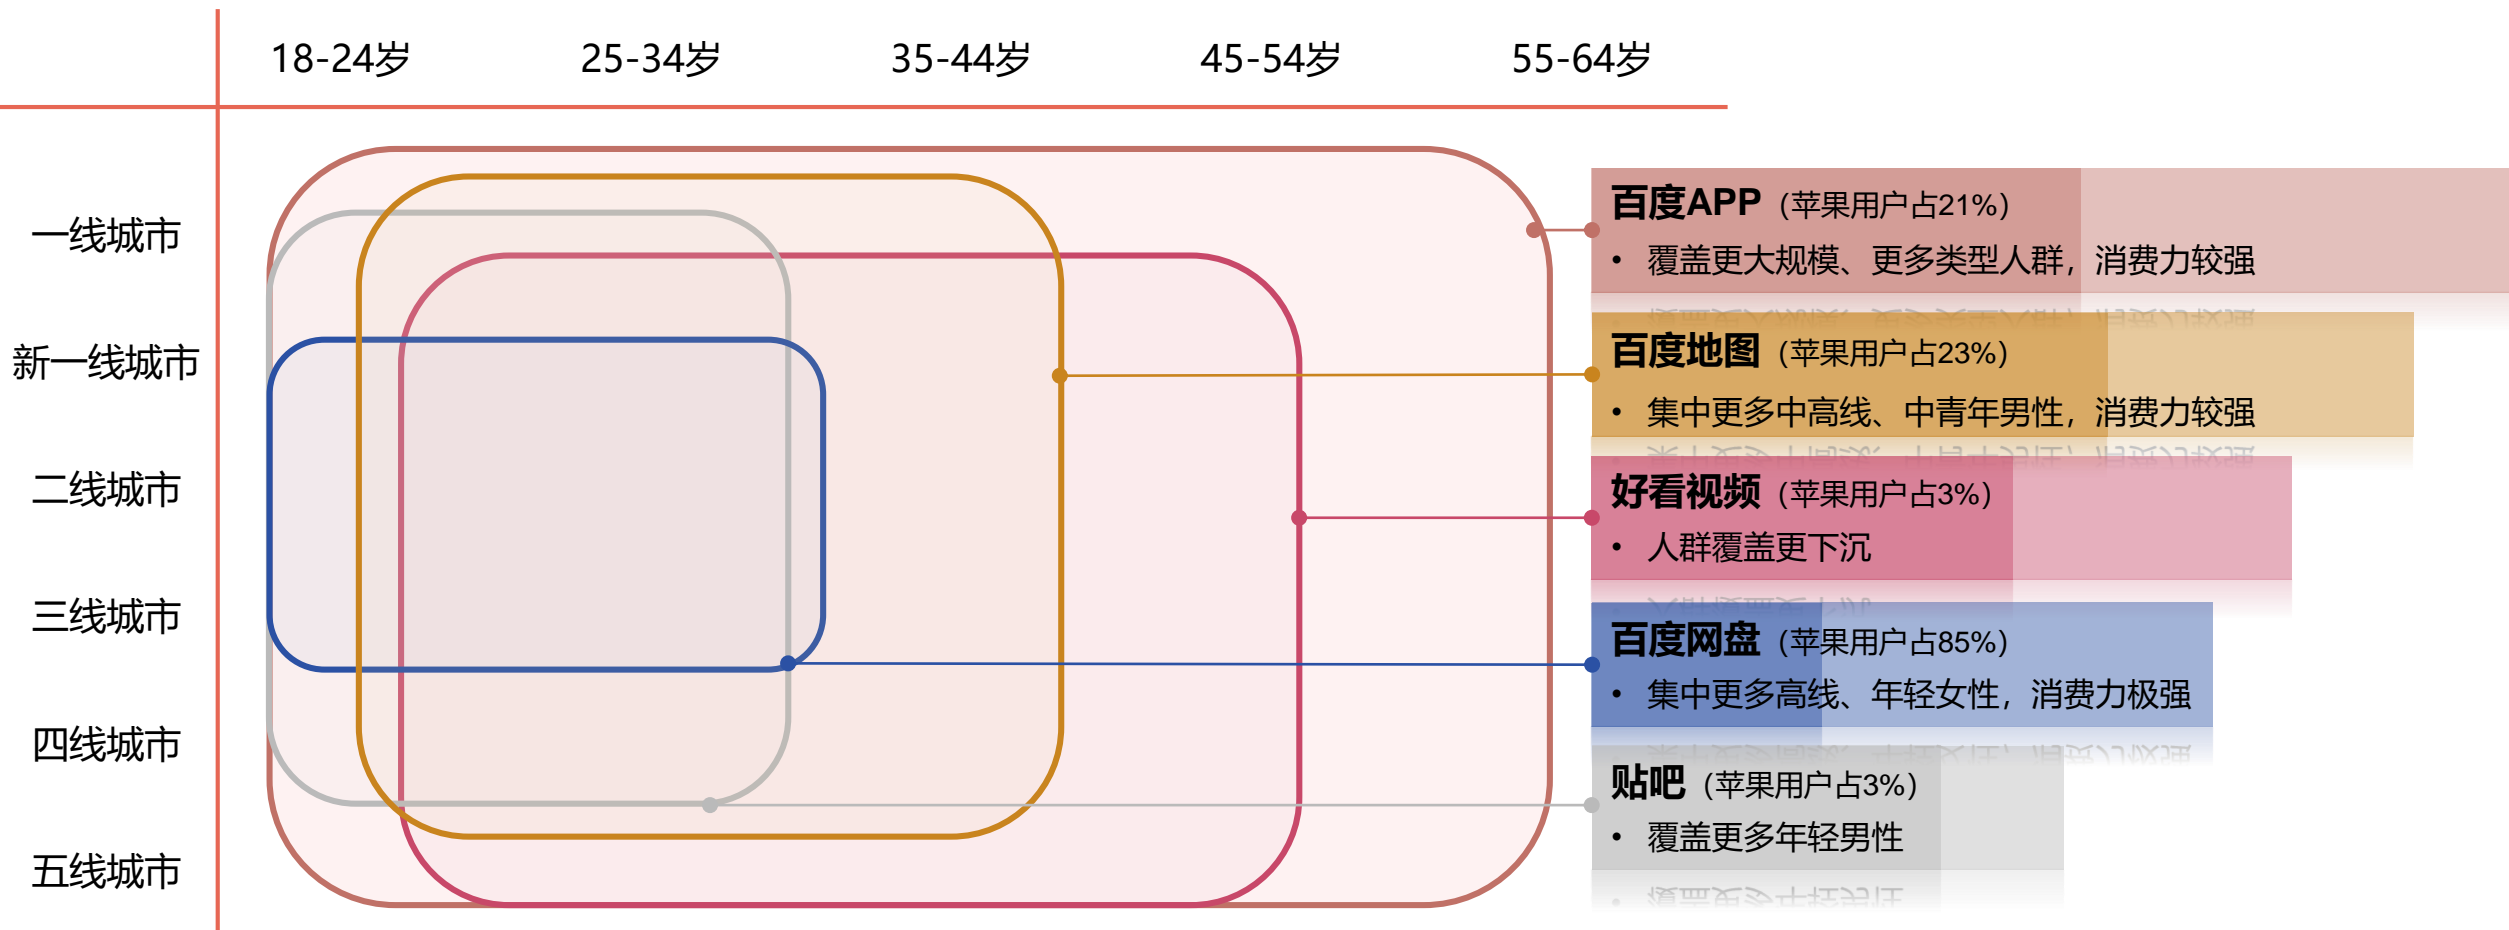 18-24岁 25-34岁 35-44岁 45-54岁 55-64岁
一线城市
新一线城市
二线城市
三线城市
四线城市
五线城市
百度APP（苹果用户占21%）
• 覆盖更大规模、更多类型人群，消费力较强
百度地图（苹果用户占23%）
• 集中更多中高线、中青年男性，消费力较强
好看视频（苹果用户占3%）
• 人群覆盖更下沉
百度网盘（苹果用户占85%）
• 集中更多高线、年轻女性，消费力极强
贴吧（苹果用户占3%）
• 覆盖更多年轻男性